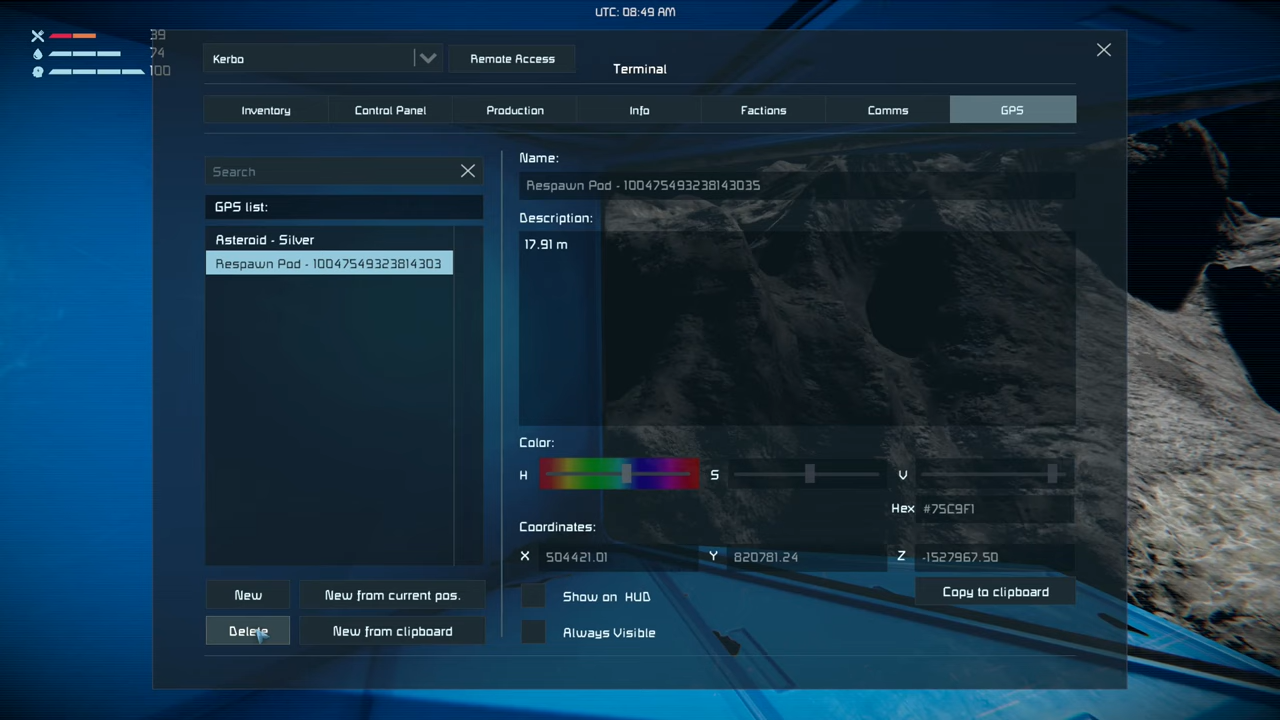 UTC: 08:49 AM
39
74
100
Kerbo
Remote Access
Terminal
Inventory
Control Panel
Production
Info
Factions
Comms
GPS
Search
GPS list:
Asteroid - Silver
Respawn Pod - 10047549323814303
New
New from current pos.
Delete
New from clipboard
Name:
Respawn Pod - 100475493238143035
Description:
17.91 m
Color:
H
S
V
Hex #75C9F1
Coordinates:
X 504421.01 Y 820781.24 Z -1527967.50
Show on HUD
Copy to clipboard
Always Visible